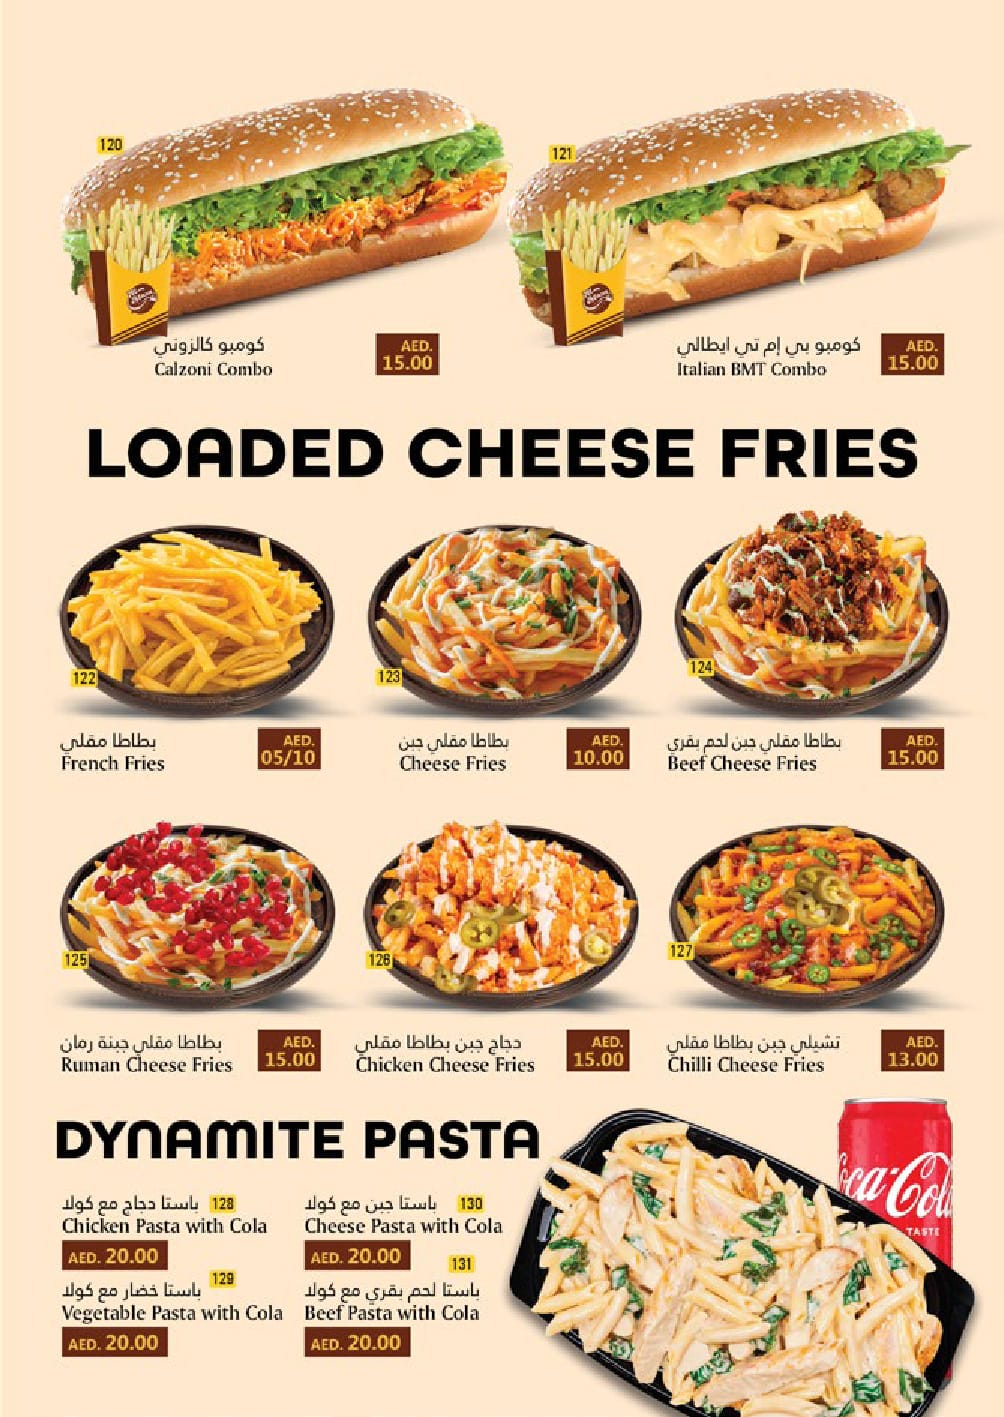 120
121
كومبو كالزوني
Calzoni Combo
AED.
15.00
كومبو بي إم تي ايطالي
Italian BMT Combo
AED.
15.00
LOADED CHEESE FRIES
122
123
124
بطاطا مقلي
French Fries
AED.
05/10
بطاطا مقلي جبن
Cheese Fries
AED.
10.00
بطاطا مقلي جبن لحم بقري
Beef Cheese Fries
AED.
15.00
125
126
127
بطاطا مقلي جبنة رمان
Ruman Cheese Fries
AED.
15.00
دجاج جبن بطاطا مقلي
Chicken Cheese Fries
AED.
15.00
تشيلي جبن بطاطا مقلي
Chilli Cheese Fries
AED.
13.00
DYNAMITE PASTA
باستا دجاج مع كولا 128
Chicken Pasta with Cola
AED. 20.00
باستا خضار مع كولا 129
Vegetable Pasta with Cola
AED. 20.00
باستا جبن مع كولا 130
Cheese Pasta with Cola
AED. 20.00
131
باستا لحم بقري مع كولا
Beef Pasta with Cola
AED. 20.00
Coca-Cola
TASTE